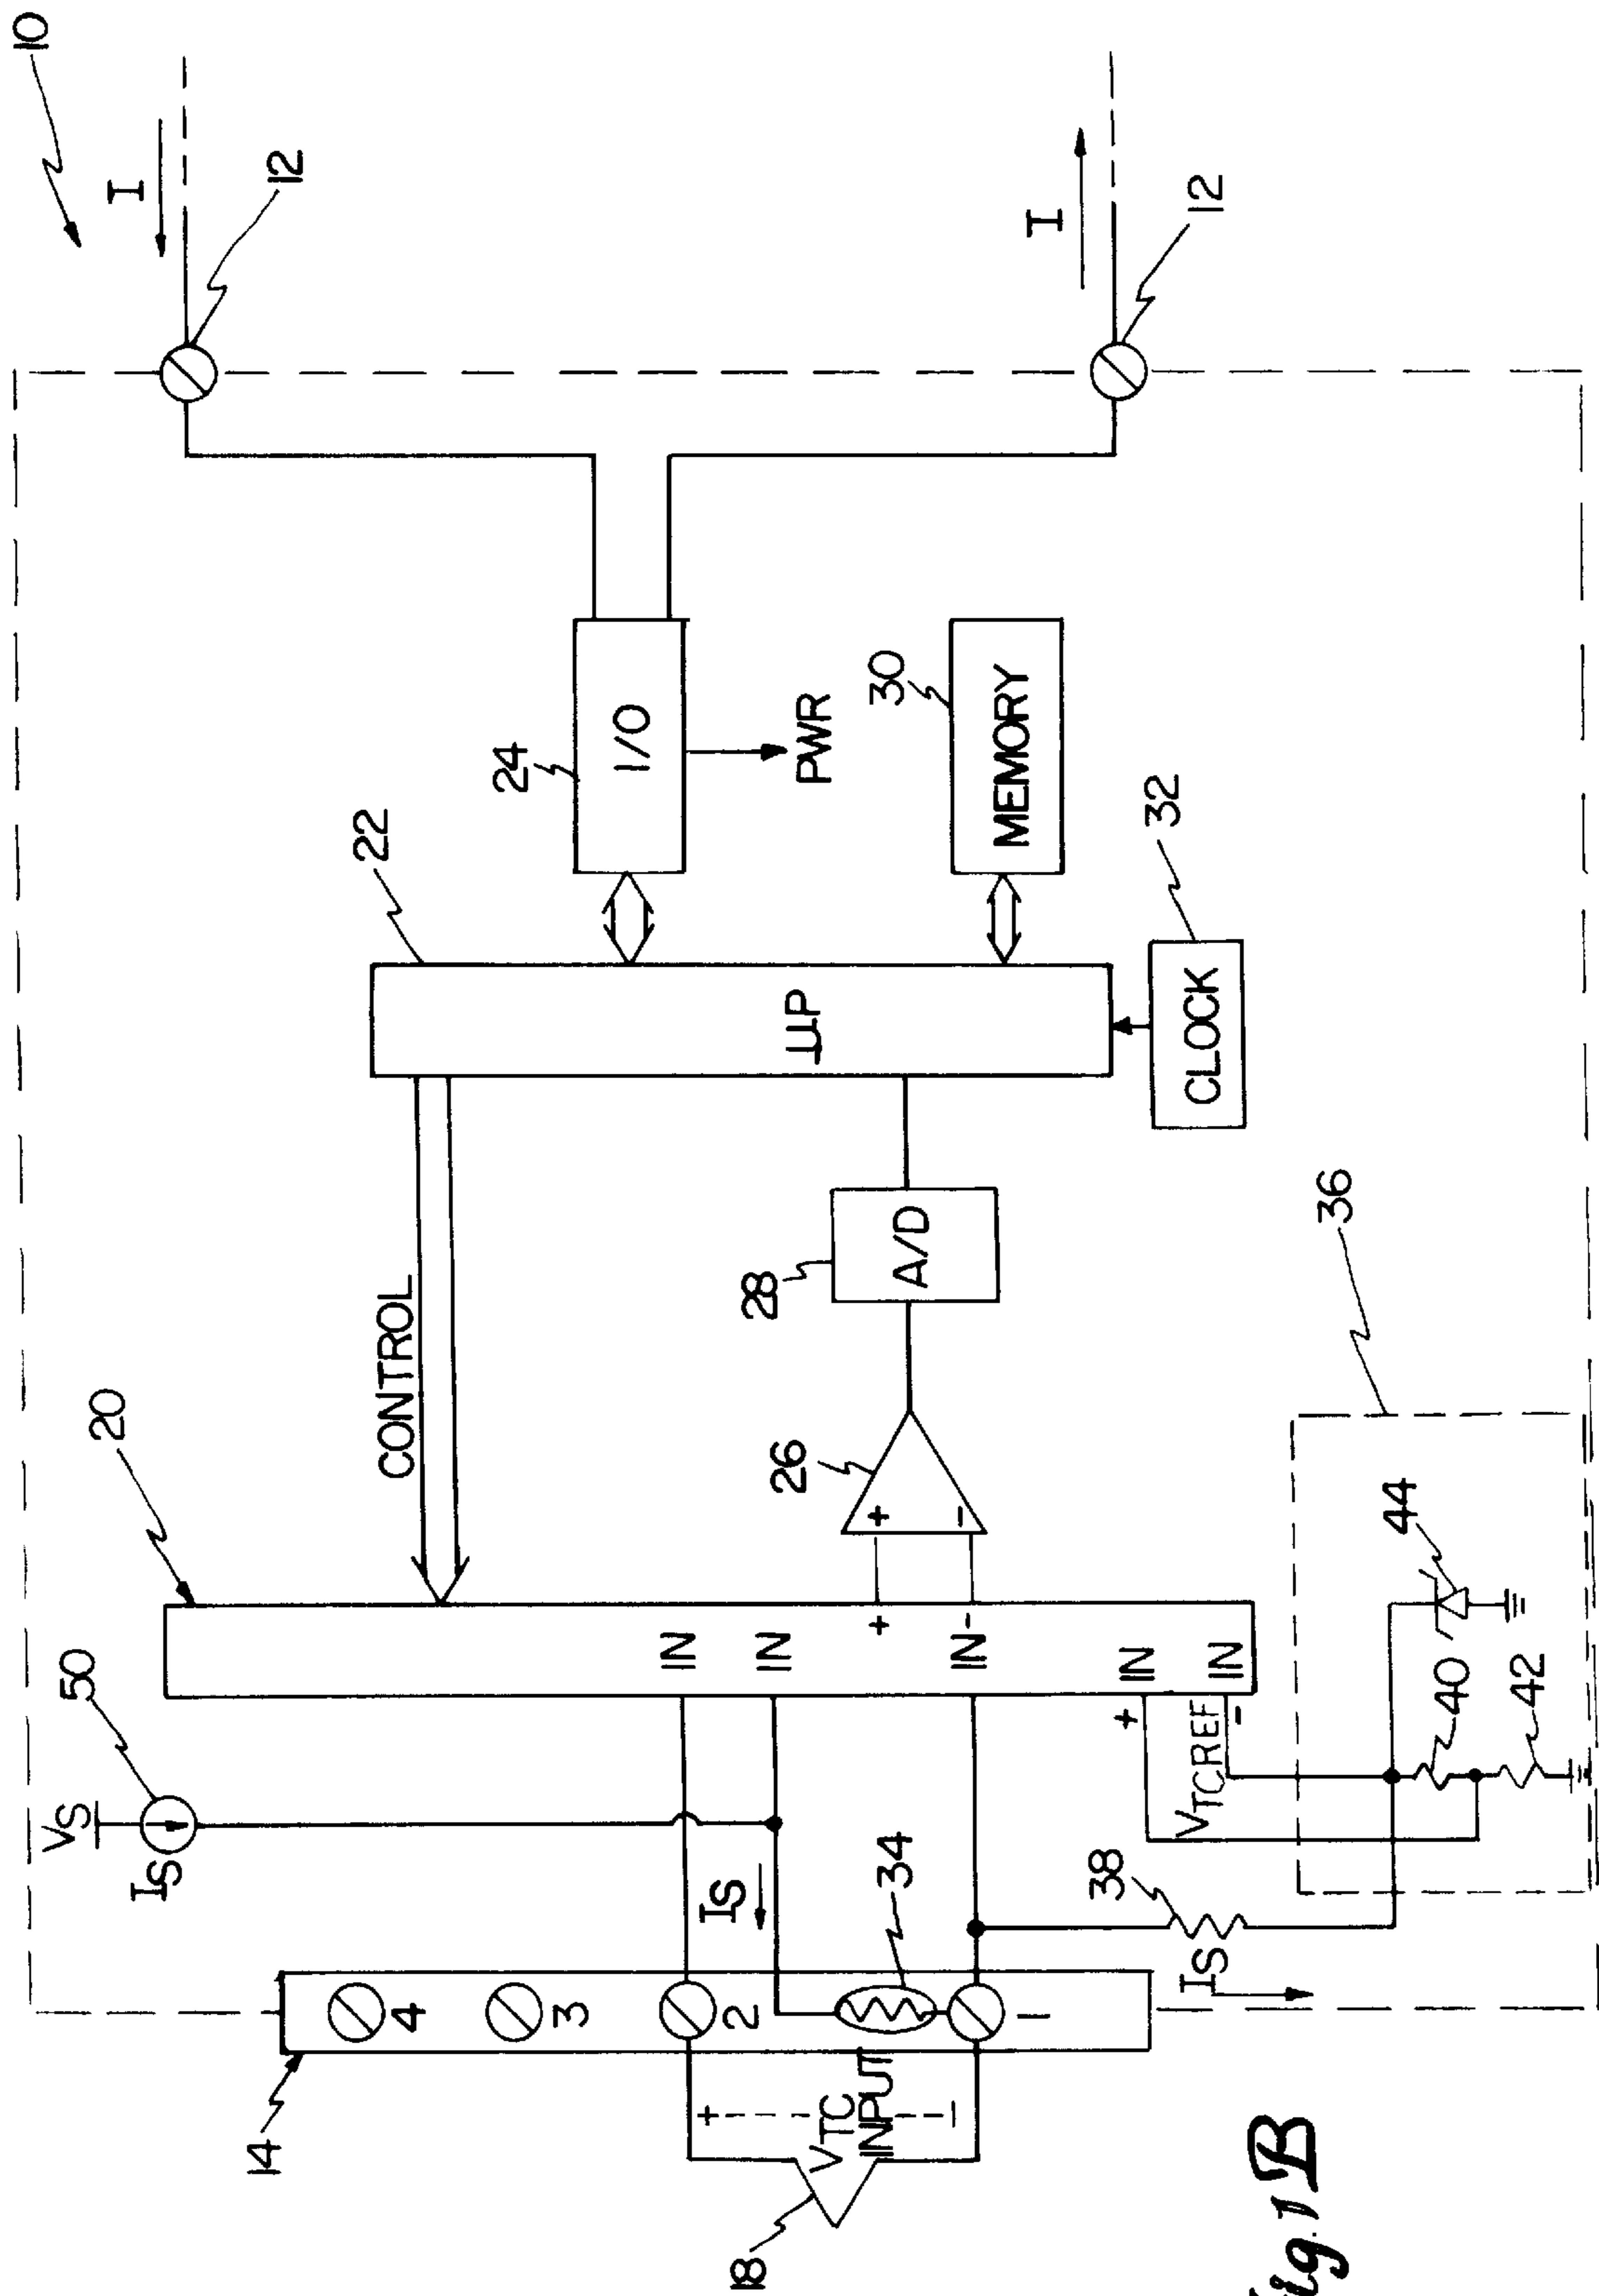 10
I
12
I
12
24
I/O
PWR
30
MEMORY
22
µP
32
CLOCK
CONTROL
20
28
A/D
26
+
-
36
50
VS
IS
IN
IN
+
IN-
IN
IN
+
VTCREF
-
44
40
42
IS
34
38
IS
14
4
3
2
1
+
VTC
INPUT
-
18
Fig. 1B